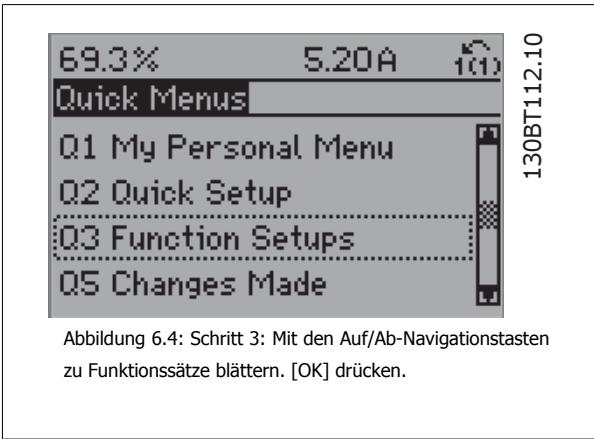 69.3% 5.20A 1(1)
Quick Menus
Q1 My Personal Menu
Q2 Quick Setup
Q3 Function Setups
Q5 Changes Made
130BT112.10
Abbildung 6.4: Schritt 3: Mit den Auf/Ab-Navigationstasten
zu Funktionssätze blättern. [OK] drücken.